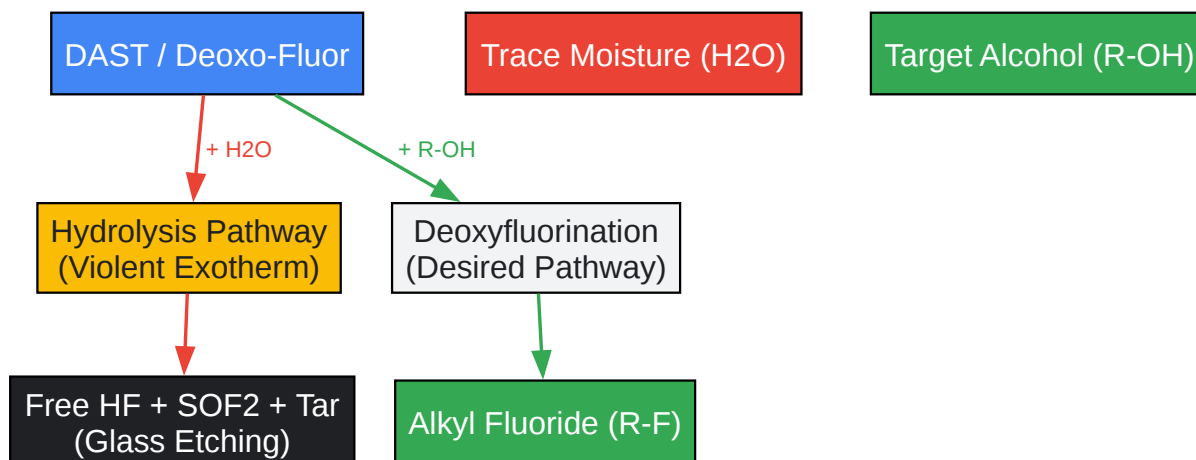 DAST / Deoxo-Fluor
Trace Moisture (H2O)
Target Alcohol (R-OH)
+ H2O
+ R-OH
Hydrolysis Pathway
(Violent Exotherm)
Deoxyfluorination
(Desired Pathway)
Free HF + SOF2 + Tar
(Glass Etching)
Alkyl Fluoride (R-F)